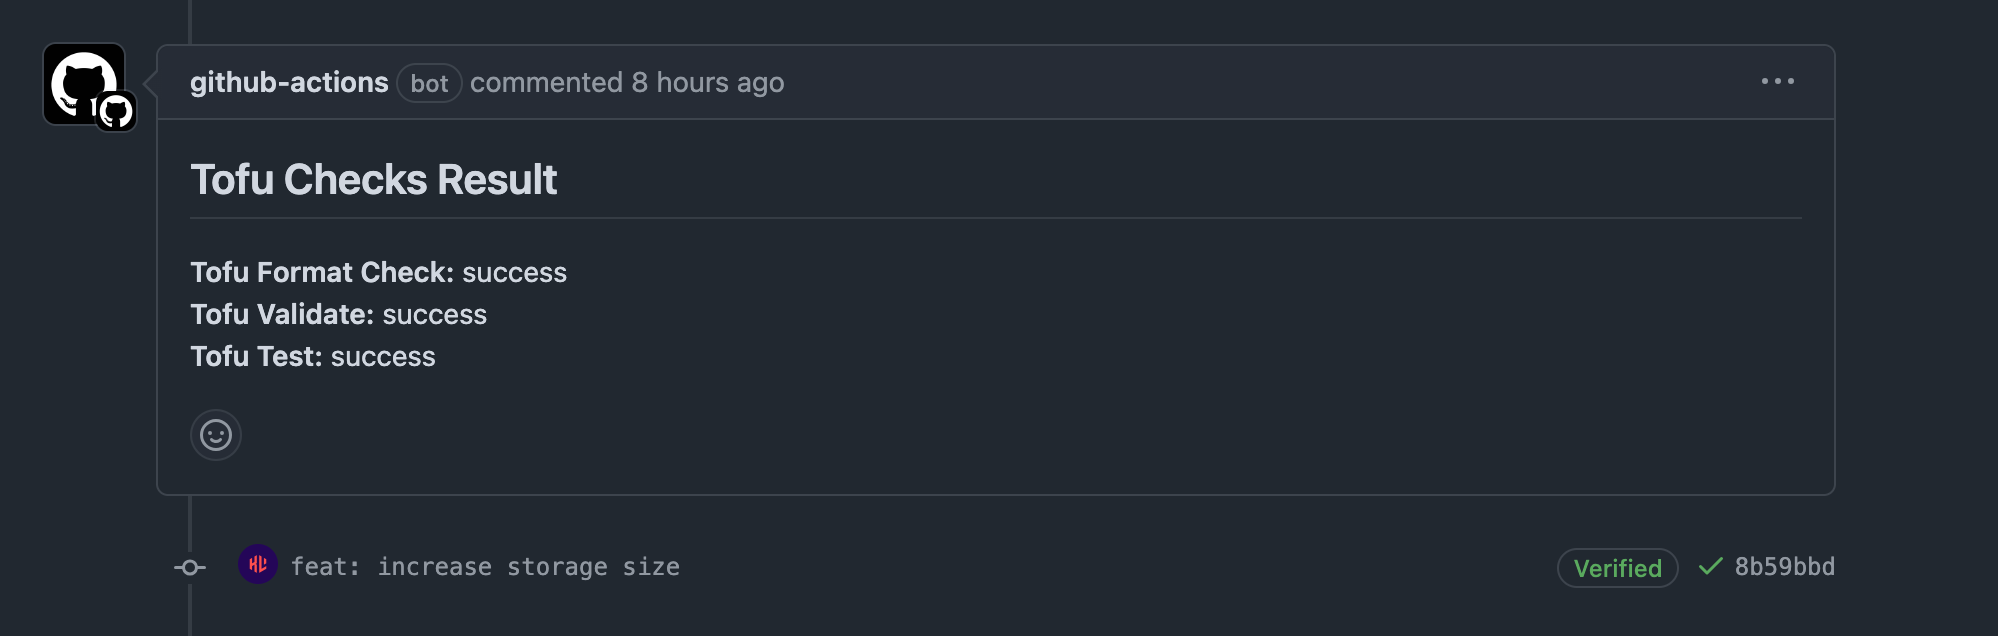 github-actions bot commented 8 hours ago
Tofu Checks Result
Tofu Format Check: success
Tofu Validate: success
Tofu Test: success
feat: increase storage size Verified 8b59bbd